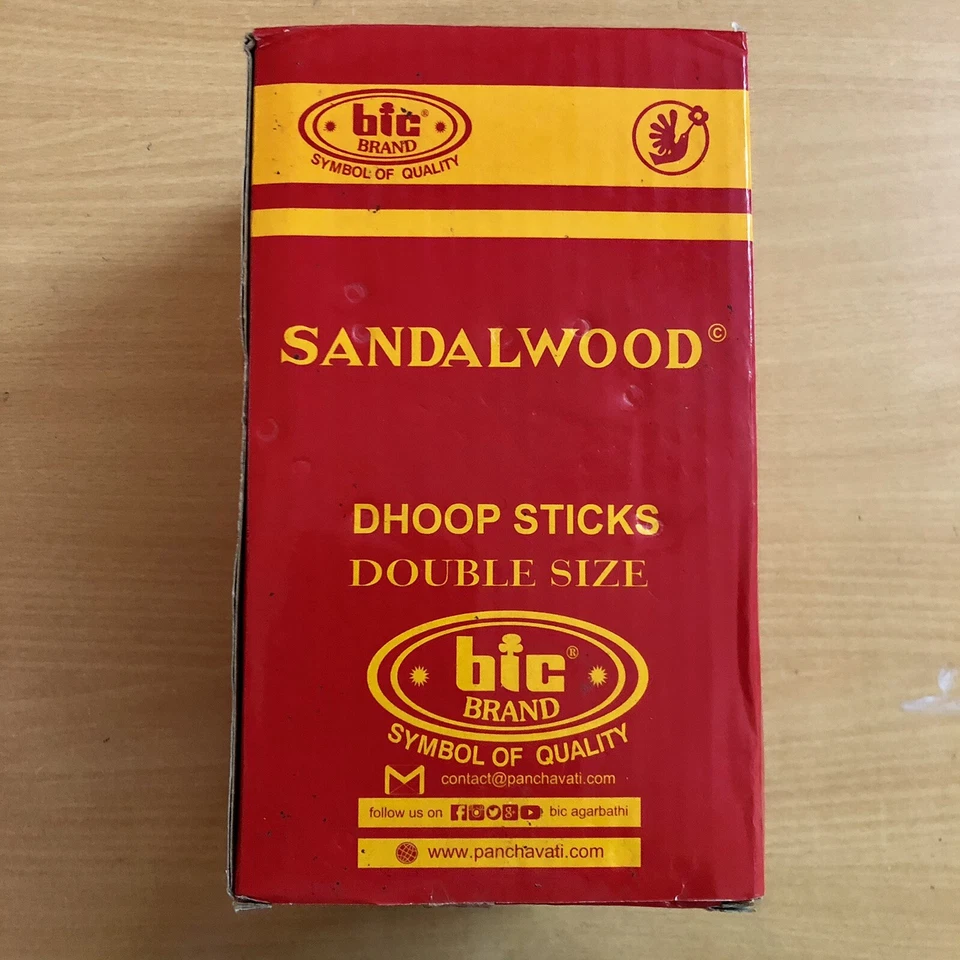 bic®
BRAND
SYMBOL OF QUALITY
SANDALWOOD©
DHOOP STICKS
DOUBLE SIZE
bic®
BRAND
SYMBOL OF QUALITY
contact@panchavati.com
follow us on bic agarbathi
www.panchavati.com